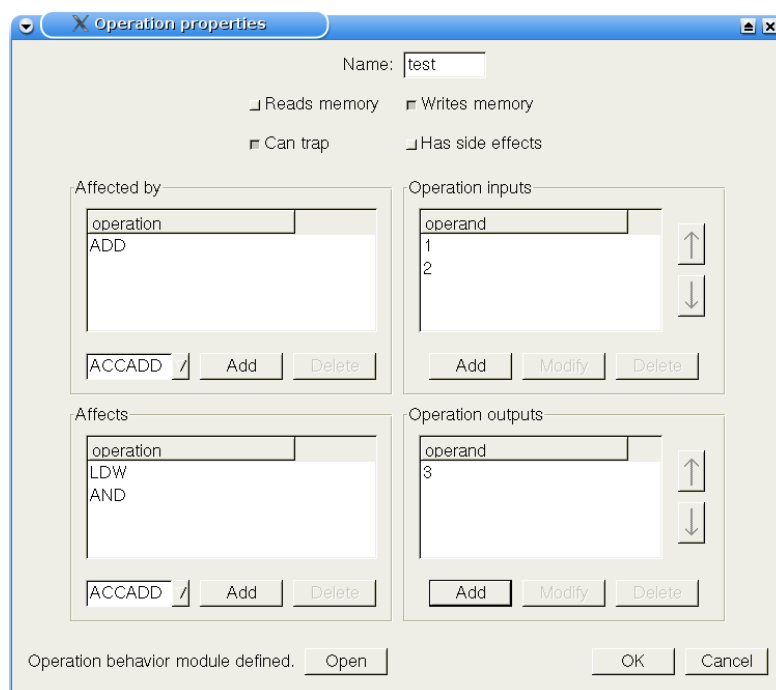 Operation properties
Name: test
Reads memory Writes memory
Can trap Has side effects
Affected by
operation
ADD
ACCADD Add Delete
Operation inputs
operand
1
2
Add Modify Delete
Affects
operation
LDW
AND
ACCADD Add Delete
Operation outputs
operand
3
Add Modify Delete
Operation behavior module defined. Open OK Cancel